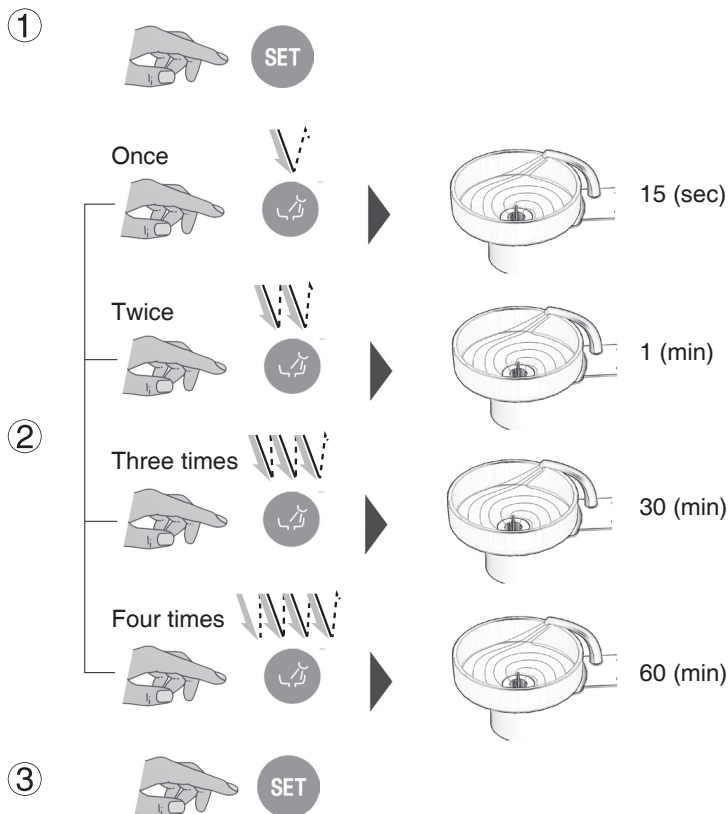 ①
SET
Once
15 (sec)
Twice
1 (min)
②
Three times
30 (min)
Four times
60 (min)
③
SET